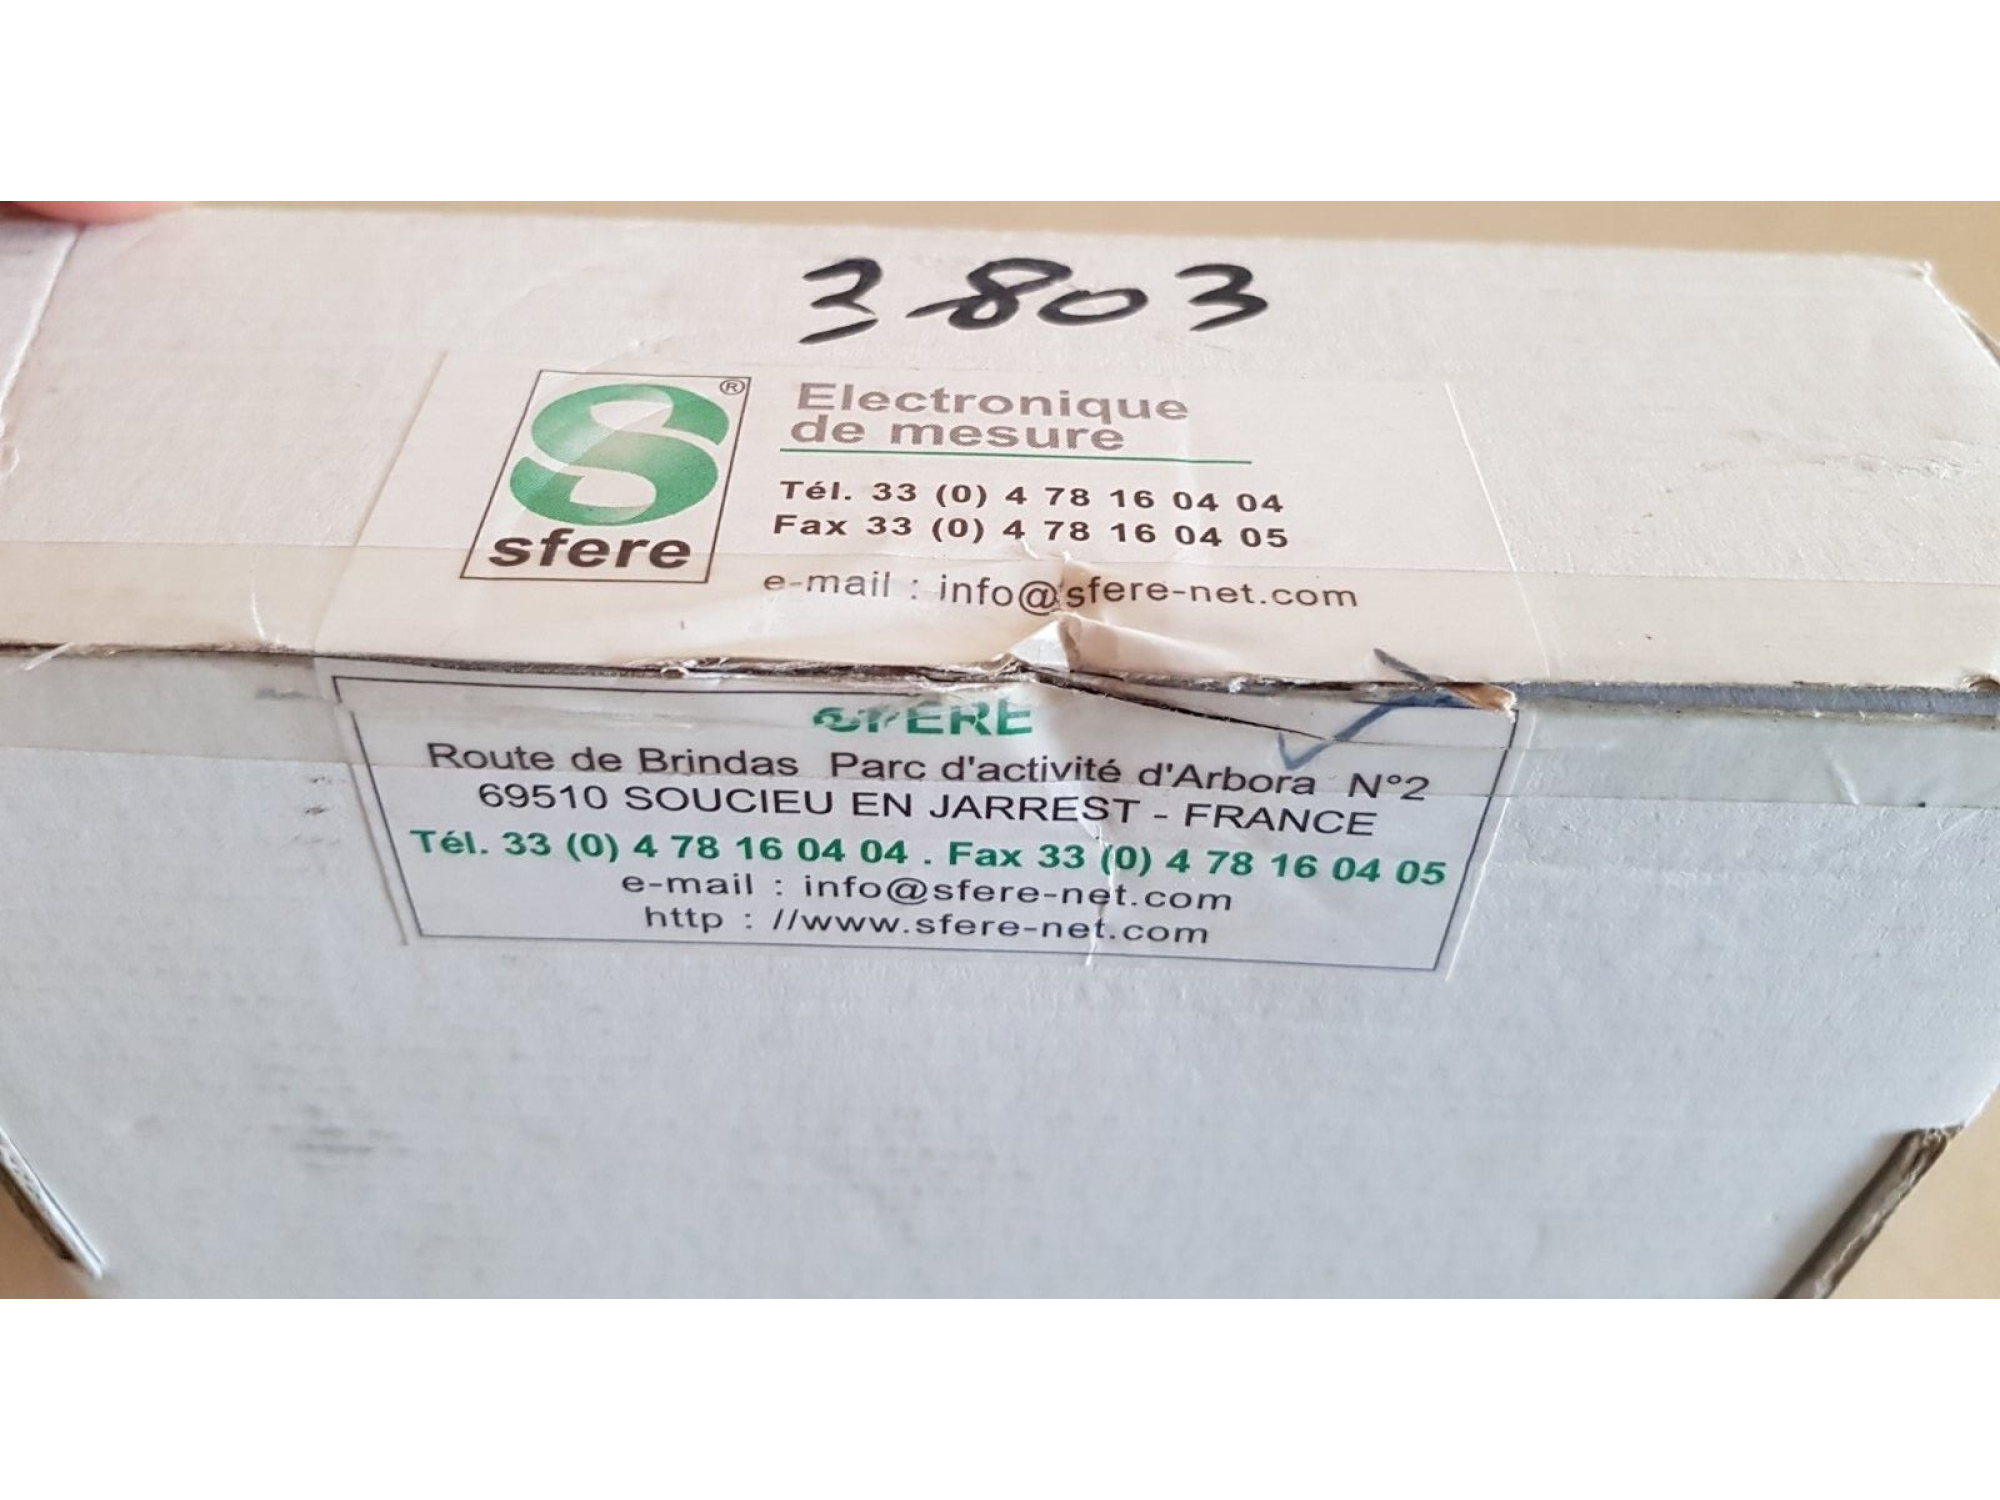 3803
®
Electronique
de mesure
Tél. 33 (0) 4 78 16 04 04
Fax 33 (0) 4 78 16 04 05
sfere
e-mail : info@sfere-net.com
SFERE
Route de Brindas Parc d'activité d'Arbora N°2
69510 SOUCIEU EN JARREST - FRANCE
Tél. 33 (0) 4 78 16 04 04 . Fax 33 (0) 4 78 16 04 05
e-mail : info@sfere-net.com
http : //www.sfere-net.com